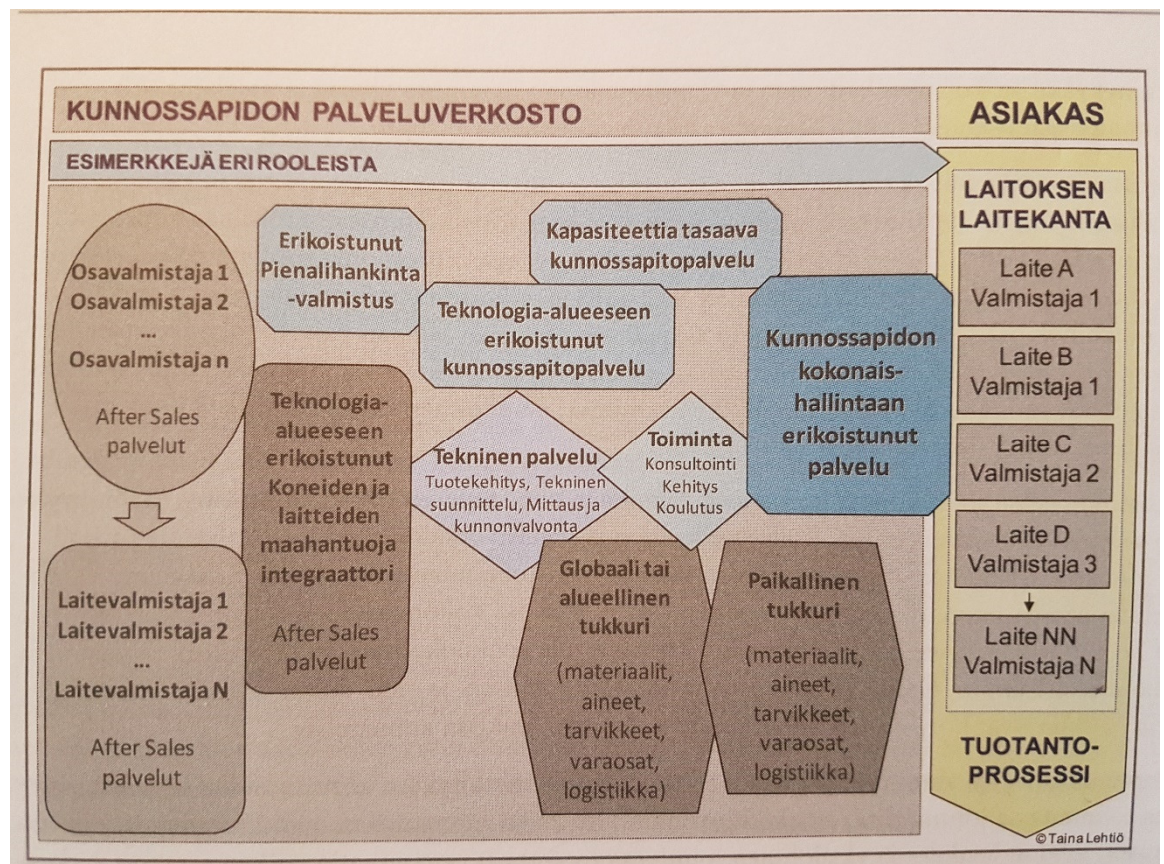 KUNNOSSAPIDON PALVELUVERKOSTO
ASIAKAS
ESIMERKKEJÄ ERI ROOLEISTA
Osavalmistaja 1
Osavalmistaja 2
...
Osavalmistaja n
After Sales
palvelut
Erikoistunut
Pienalihankinta
-valmistus
Kapasiteettia tasaava
kunnossapitopalvelu
Teknologia-alueeseen
erikoistunut
kunnossapitopalvelu
Teknologia-
alueeseen
erikoistunut
Koneiden ja
laitteiden
maahantuoja
integraattori
After Sales
palvelut
Tekninen palvelu
Tuotekehitys, Tekninen
suunnittelu, Mittaus ja
kunnonvalvonta
Toiminta
Konsultointi
Kehitys
Koulutus
Kunnossapidon
kokonais-
hallintaan
erikoistunut
palvelu
Laitevalmistaja 1
Laitevalmistaja 2
...
Laitevalmistaja N
After Sales
palvelut
Globaali tai
alueellinen
tukkuri
(materiaalit,
aineet,
tarvikkeet,
varaosat,
logistiikka)
Paikallinen
tukkuri
(materiaalit,
aineet,
tarvikkeet,
varaosat,
logistiikka)
LAITOKSEN
LAITEKANTA
Laite A
Valmistaja 1
Laite B
Valmistaja 1
Laite C
Valmistaja 2
Laite D
Valmistaja 3
Laite NN
Valmistaja N
TUOTANTO-
PROSESSI
© Taina Lehtiö